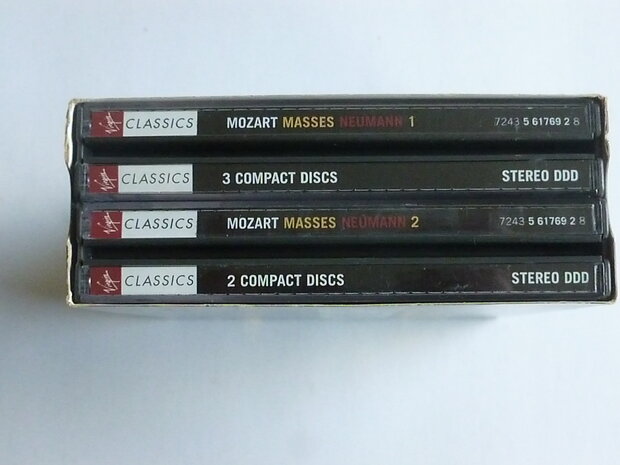 Virgin CLASSICS MOZART MASSES NEUMANN 1 7243 5 61769 2 8
Virgin CLASSICS 3 COMPACT DISCS STEREO DDD
Virgin CLASSICS MOZART MASSES NEUMANN 2 7243 5 61769 2 8
Virgin CLASSICS 2 COMPACT DISCS STEREO DDD